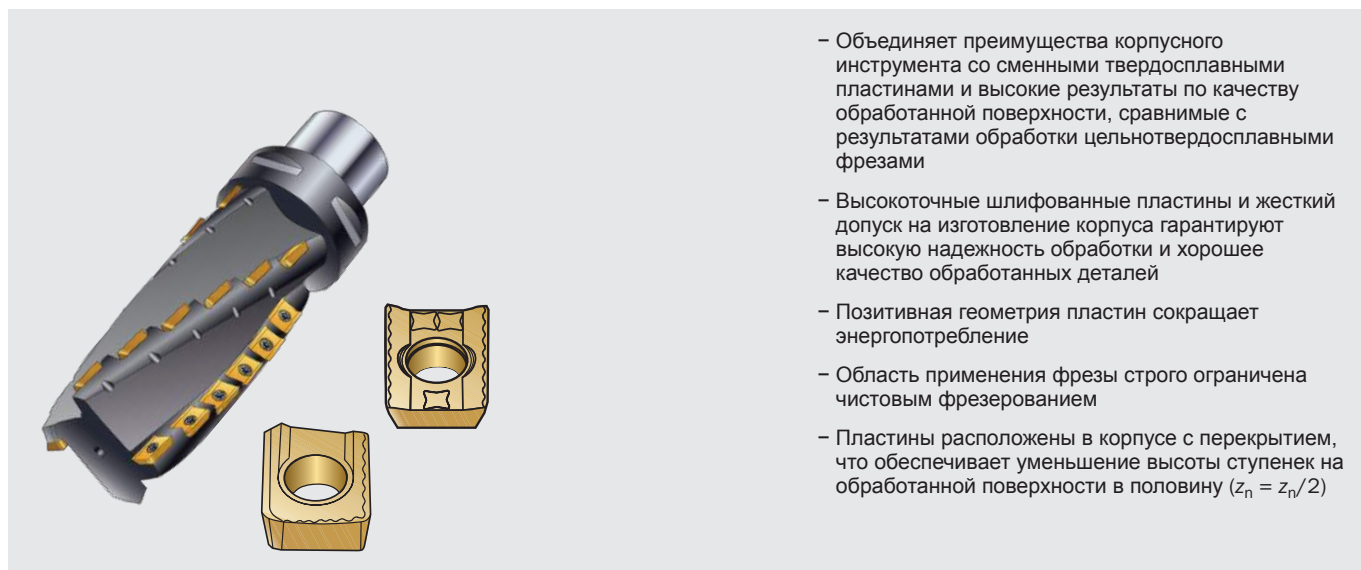 − Объединяет преимущества корпусного
инструмента со сменными твердосплавными
пластинами и высокие результаты по качеству
обработанной поверхности, сравнимые с
результатами обработки цельнотвердосплавными
фрезами
− Высокоточные шлифованные пластины и жесткий
допуск на изготовление корпуса гарантируют
высокую надежность обработки и хорошее
качество обработанных деталей
− Позитивная геометрия пластин сокращает
энергопотребление
− Область применения фрезы строго ограничена
чистовым фрезерованием
− Пластины расположены в корпусе с перекрытием,
что обеспечивает уменьшение высоты ступенек на
обработанной поверхности в половину (zn = zn/2)